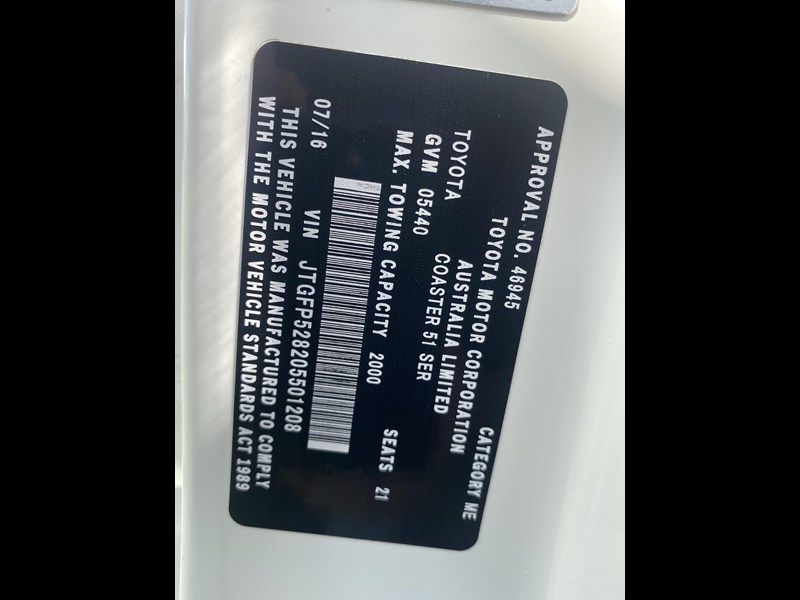 APPROVAL NO. 46945 CATEGORY ME
TOYOTA MOTOR CORPORATION
AUSTRALIA LIMITED
TOYOTA COASTER 51 SER
GVM 05440 SEATS 21
MAX. TOWING CAPACITY 2000
07/16 VIN JTGFP528205501208
THIS VEHICLE WAS MANUFACTURED TO COMPLY
WITH THE MOTOR VEHICLE STANDARDS ACT 1989